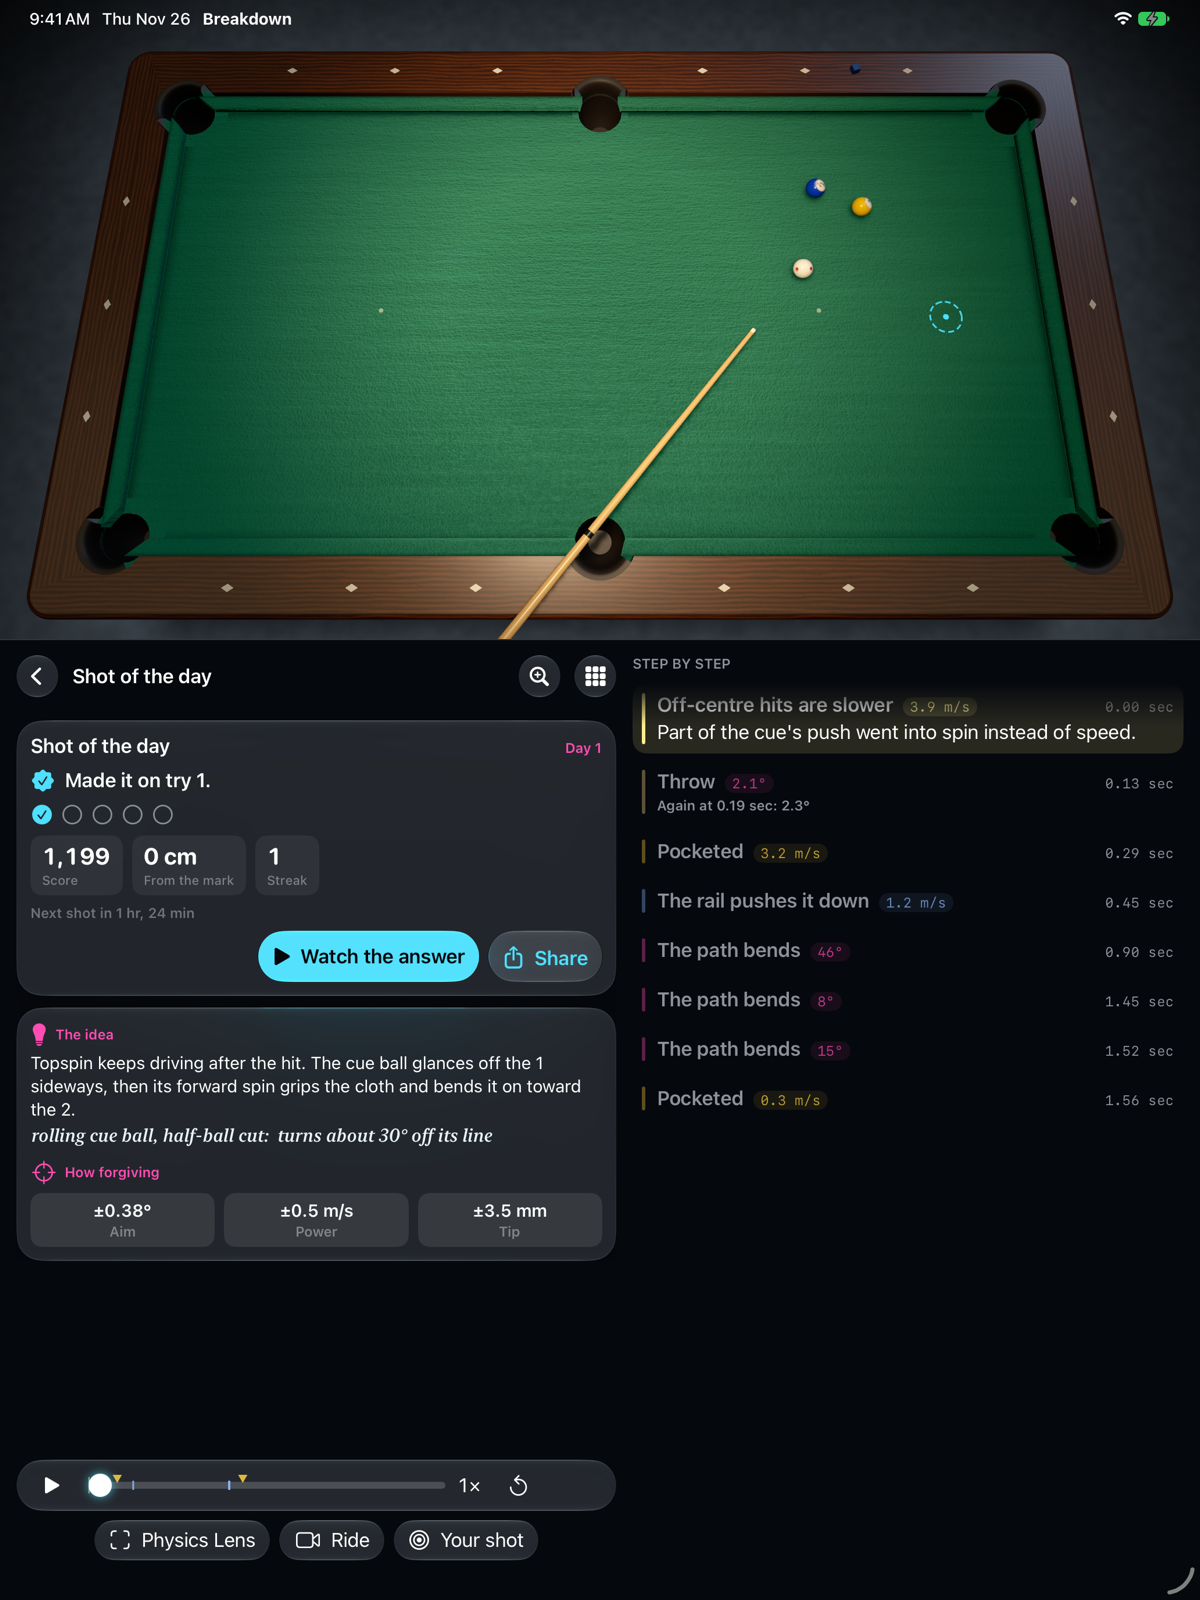 9:41 AM Thu Nov 26 Breakdown
Shot of the day
Shot of the day
Day 1
Made it on try 1.
1,199
Score
0 cm
From the mark
1
Streak
Next shot in 1 hr, 24 min
Watch the answer
Share
The idea
Topspin keeps driving after the hit. The cue ball glances off the 1
sideways, then its forward spin grips the cloth and bends it on toward
the 2.
rolling cue ball, half-ball cut: turns about 30° off its line
How forgiving
±0.38°
Aim
±0.5 m/s
Power
±3.5 mm
Tip
1×
Physics Lens
Ride
Your shot
STEP BY STEP
Off-centre hits are slower 3.9 m/s 0.00 sec
Part of the cue's push went into spin instead of speed.
Throw 2.1° 0.13 sec
Again at 0.19 sec: 2.3°
Pocketed 3.2 m/s 0.29 sec
The rail pushes it down 1.2 m/s 0.45 sec
The path bends 46° 0.90 sec
The path bends 8° 1.45 sec
The path bends 15° 1.52 sec
Pocketed 0.3 m/s 1.56 sec